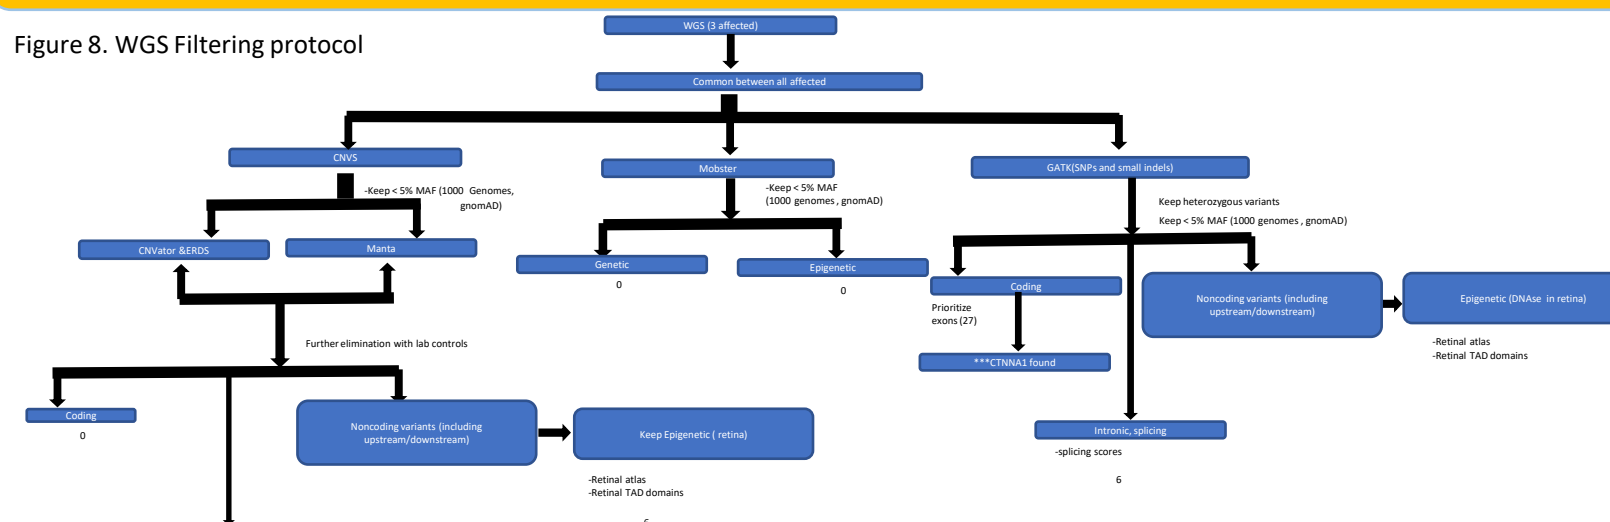 Figure 8. WGS Filtering protocol
WGS (3 affected)
Common between all affected
CNVS
Mobster
GATK(SNPs and small indels)
-Keep < 5% MAF (1000 Genomes,
gnomAD)
-Keep < 5% MAF
(1000 genomes , gnomAD)
Keep heterozygous variants
Keep < 5% MAF (1000 genomes , gnomAD)
CNVator &ERDS
Manta
Genetic
0
Epigenetic
0
Coding
Prioritize
exons (27)
***CTNNA1 found
Noncoding variants (including
upstream/downstream)
Epigenetic (DNAse in retina)
-Retinal atlas
-Retinal TAD domains
Further elimination with lab controls
Coding
0
Noncoding variants (including
upstream/downstream)
Keep Epigenetic ( retina)
-Retinal atlas
-Retinal TAD domains
Intronic, splicing
-splicing scores
6